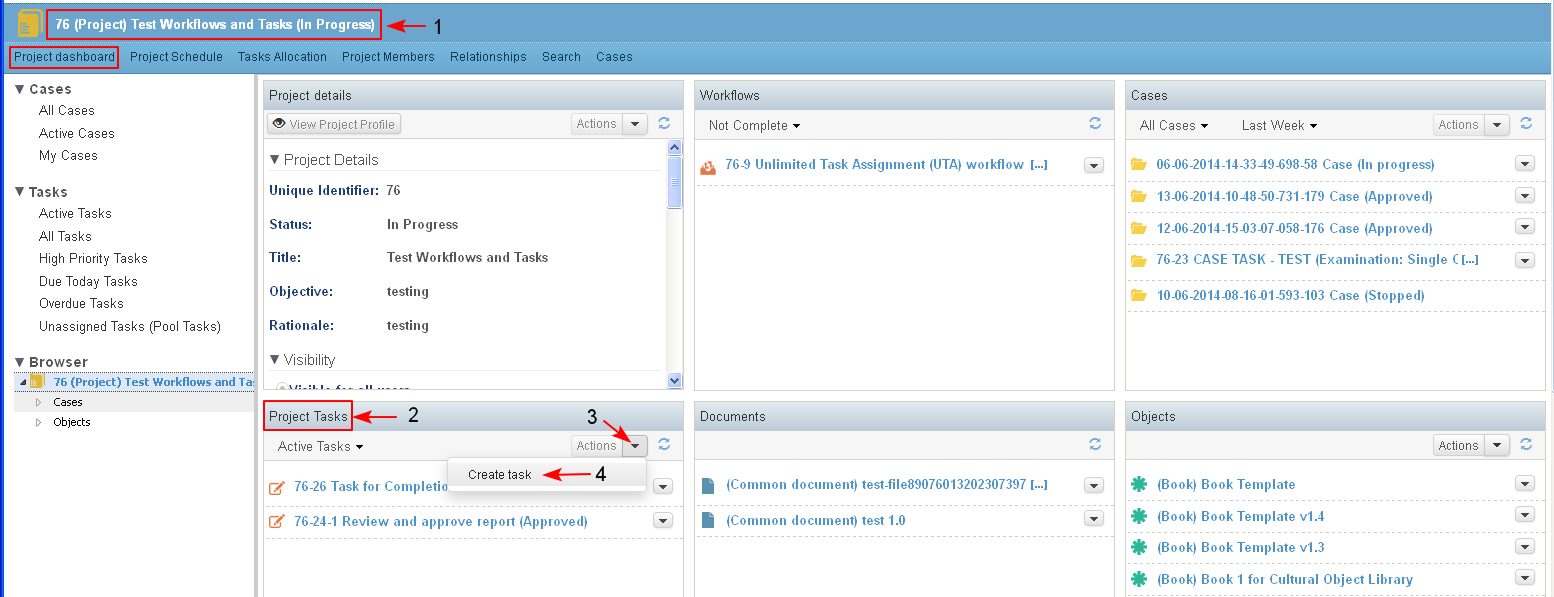 76 (Project) Test Workflows and Tasks (In Progress)
1
Project dashboard Project Schedule Tasks Allocation Project Members Relationships Search Cases
Cases
All Cases
Active Cases
My Cases
Tasks
Active Tasks
All Tasks
High Priority Tasks
Due Today Tasks
Overdue Tasks
Unassigned Tasks (Pool Tasks)
Browser
76 (Project) Test Workflows and Ta
Cases
Objects
Project details
View Project Profile
Actions
Project Details
Unique Identifier: 76
Status: In Progress
Title: Test Workflows and Tasks
Objective: testing
Rationale: testing
Visibility
Visible for all users
Workflows
Not Complete
76-9 Unlimited Task Assignment (UTA) workflow [...]
Cases
All Cases Last Week Actions
06-06-2014-14-33-49-698-58 Case (In progress)
13-06-2014-10-48-50-731-179 Case (Approved)
12-06-2014-15-03-07-058-176 Case (Approved)
76-23 CASE TASK - TEST (Examination: Single C [...]
10-06-2014-08-16-01-593-103 Case (Stopped)
Project Tasks
2
3
Active Tasks Actions
Create task
4
76-26 Task for Completio
76-24-1 Review and approve report (Approved)
Documents
(Common document) test-file89076013202307397 [...]
(Common document) test 1.0
Objects
Actions
(Book) Book Template
(Book) Book Template v1.4
(Book) Book Template v1.3
(Book) Book 1 for Cultural Object Library